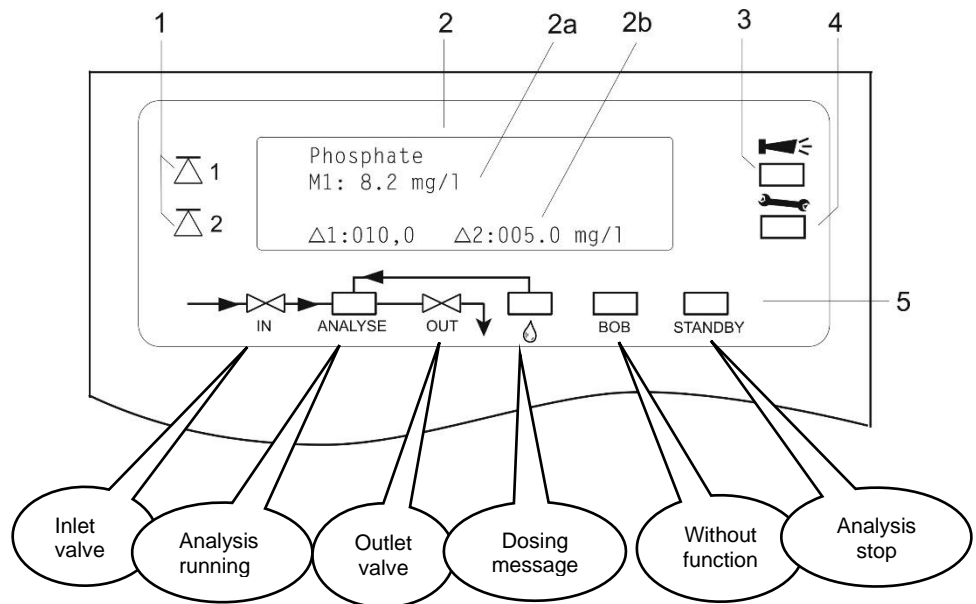 1
2
2a
2b
3
4
Phosphate
M1: 8.2 mg/l
△1:010,0 △2:005.0 mg/l
1
2
5
IN
ANALYSE
OUT
BOB
STANDBY
Inlet
valve
Analysis
running
Outlet
valve
Dosing
message
Without
function
Analysis
stop